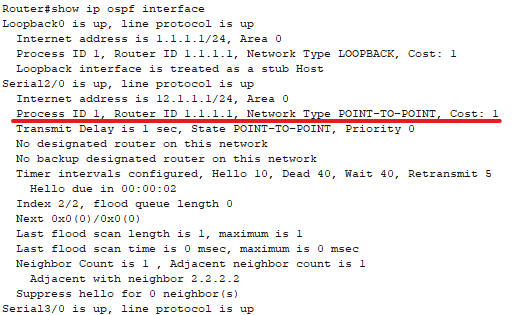 Router#show ip ospf interface
Loopback0 is up, line protocol is up
Internet address is 1.1.1.1/24, Area 0
Process ID 1, Router ID 1.1.1.1, Network Type LOOPBACK, Cost: 1
Loopback interface is treated as a stub Host
Serial2/0 is up, line protocol is up
Internet address is 12.1.1.1/24, Area 0
Process ID 1, Router ID 1.1.1.1, Network Type POINT-TO-POINT, Cost: 1
Transmit Delay is 1 sec, State POINT-TO-POINT, Priority 0
No designated router on this network
No backup designated router on this network
Timer intervals configured, Hello 10, Dead 40, Wait 40, Retransmit 5
Hello due in 00:00:02
Index 2/2, flood queue length 0
Next 0x0(0)/0x0(0)
Last flood scan length is 1, maximum is 1
Last flood scan time is 0 msec, maximum is 0 msec
Neighbor Count is 1 , Adjacent neighbor count is 1
Adjacent with neighbor 2.2.2.2
Suppress hello for 0 neighbor(s)
Serial3/0 is up, line protocol is up